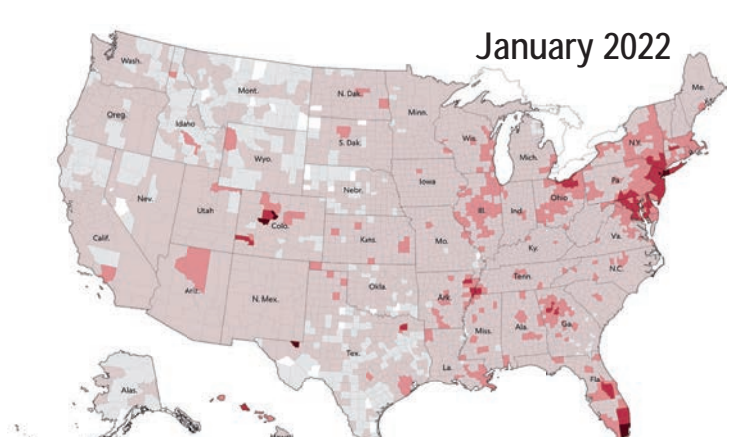 January 2022
Wash.
Mont.
N. Dak.
Minn.
Me.
Oreg.
Idaho
S. Dak.
Wis.
Mich.
N.Y.
Wyo.
Iowa
Nebr.
Pa.
Nev.
Utah
Colo.
Ill.
Ind.
Ohio
Calif.
Kans.
Mo.
Ky.
Va.
Ariz.
N. Mex.
Okla.
Ark.
Tenn.
N.C.
Tex.
La.
Miss.
Ala.
Ga.
Fla.
Alas.